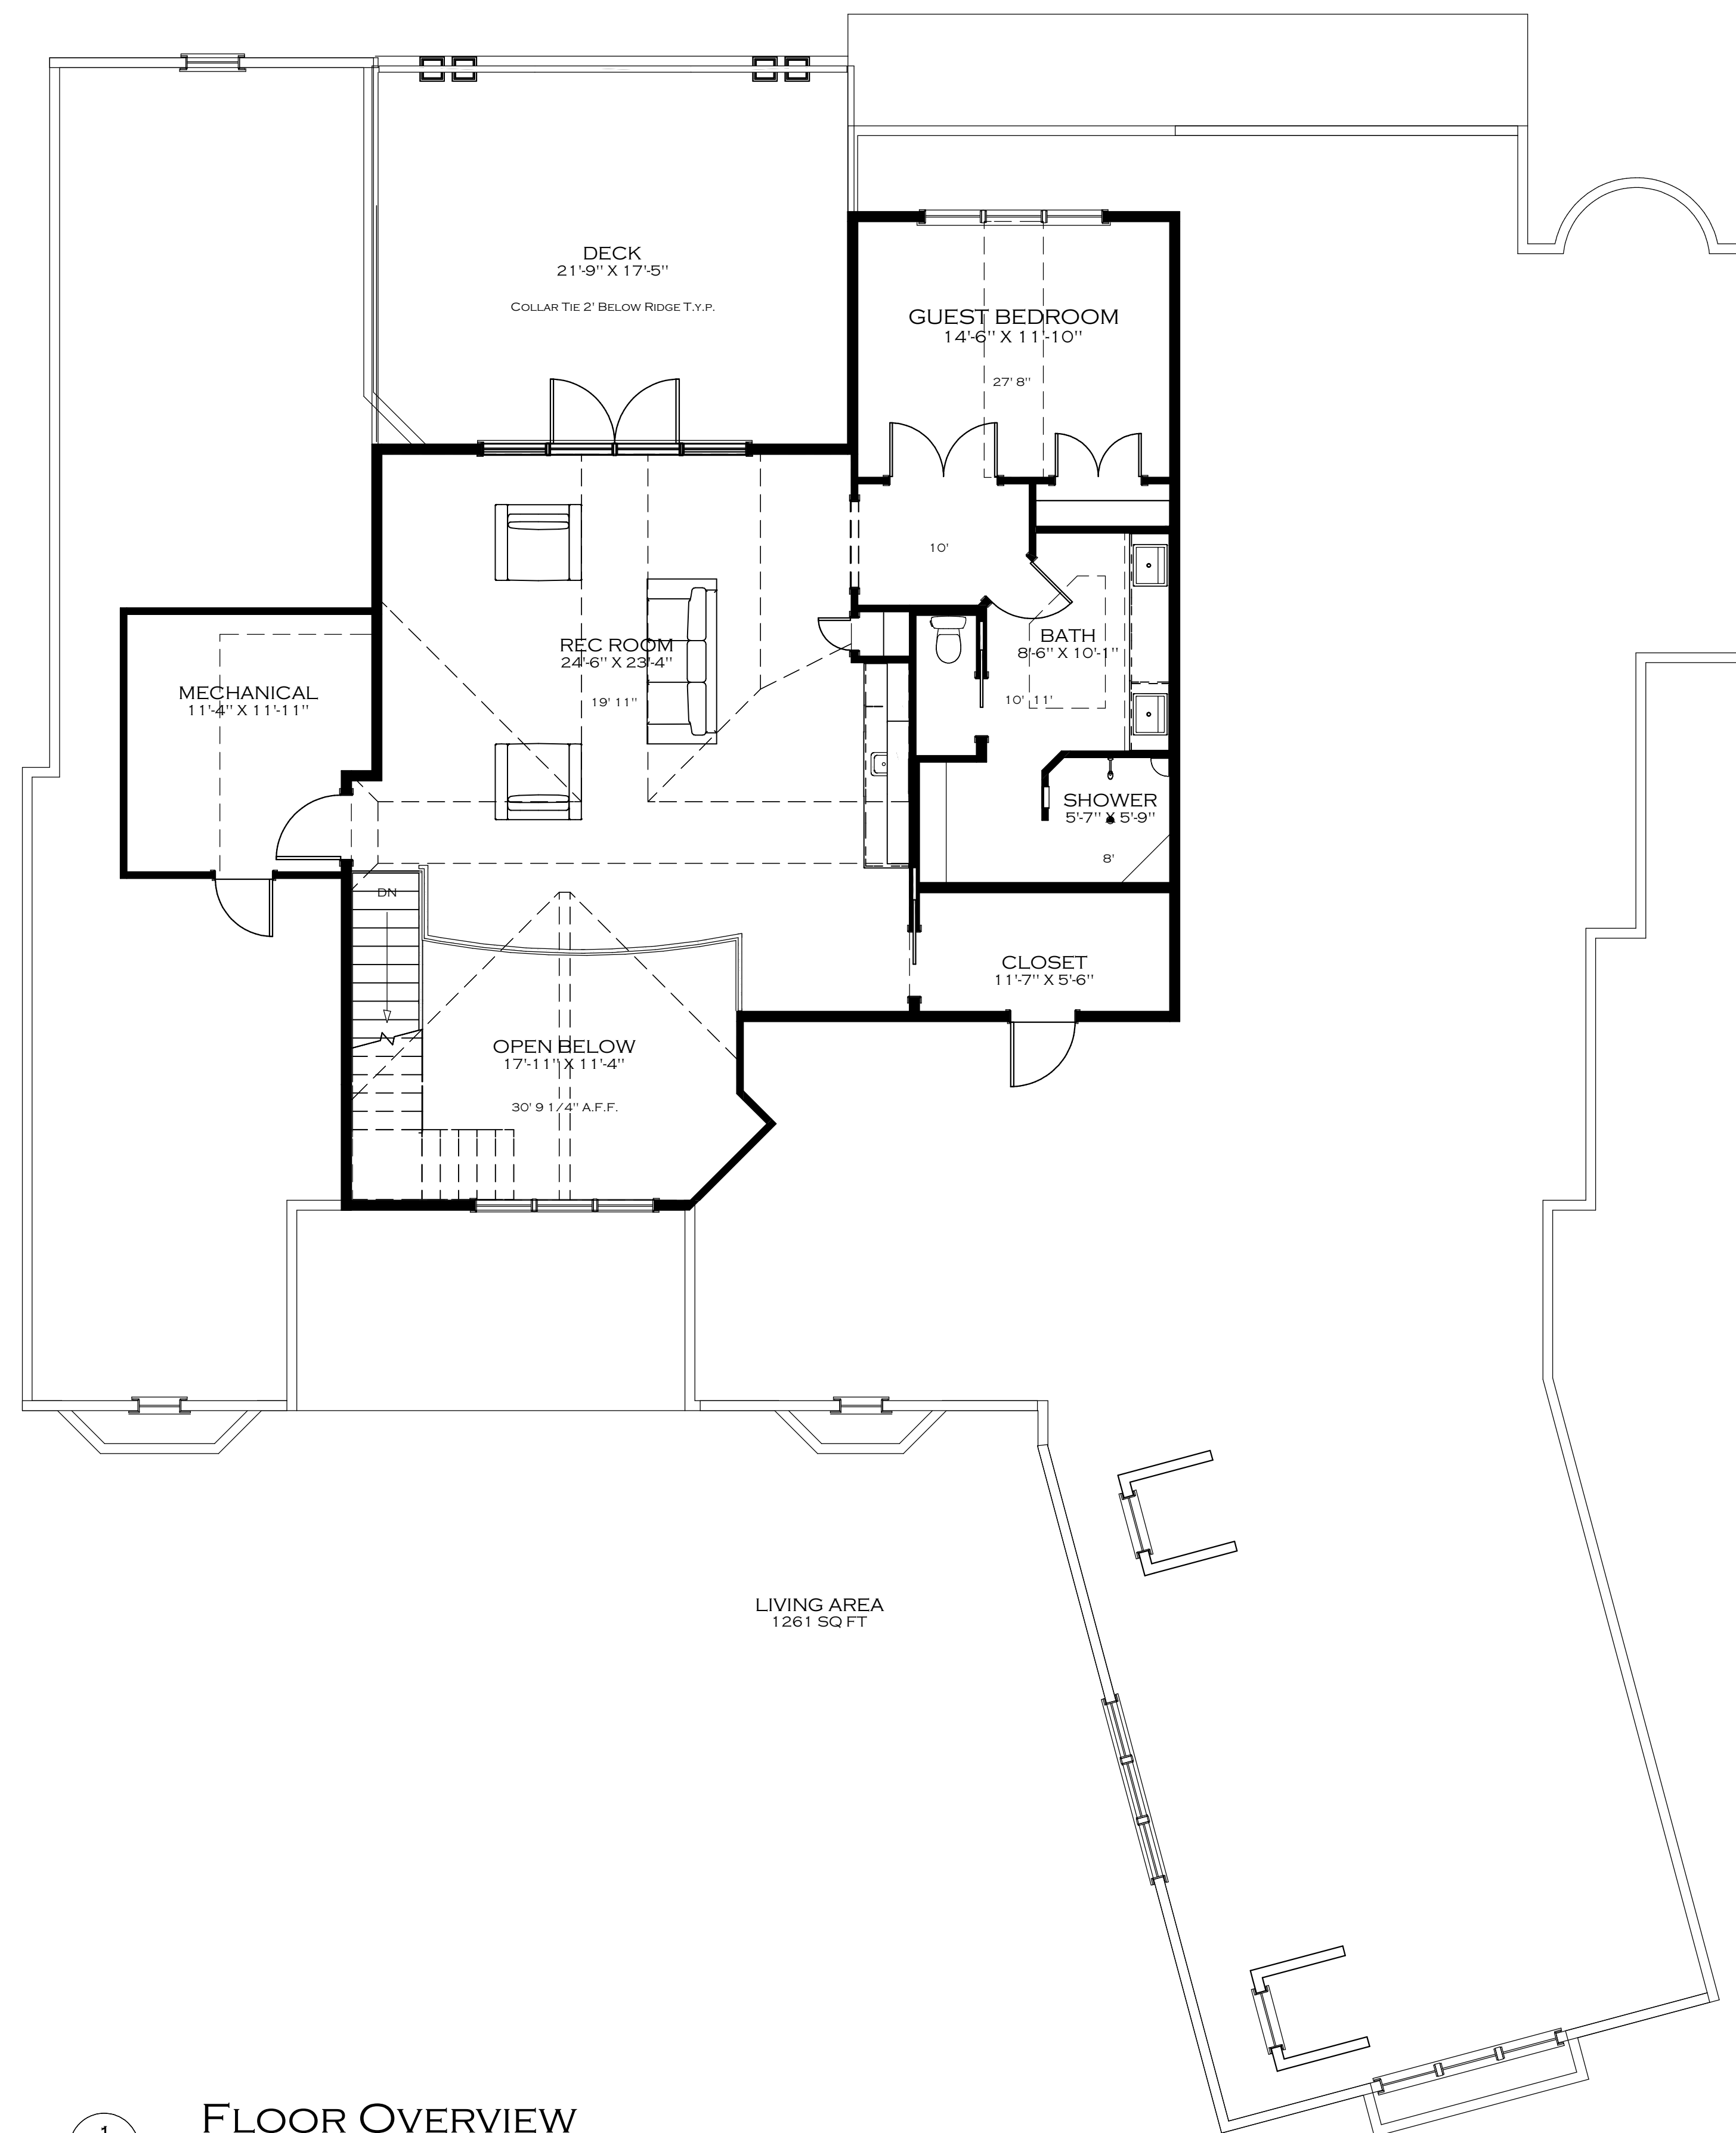 DECK
21'-9" X 17'-5"
COLLAR TIE 2' BELOW RIDGE T.Y.P.
GUEST BEDROOM
14'-6" X 11'-10"
27' 8"
10'
REC ROOM
24'-6" X 23'-4"
19' 11"
BATH
8'-6" X 10'-1"
10' 11'
MECHANICAL
11'-4" X 11'-11"
SHOWER
5'-7" X 5'-9"
8'
DN
CLOSET
11'-7" X 5'-6"
OPEN BELOW
17'-11" X 11'-4"
30' 9 1/4" A.F.F.
LIVING AREA
1261 SQ FT
1
FLOOR OVERVIEW